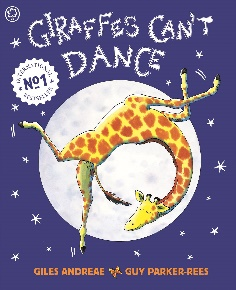 GIRAFFES CAN'T
DANCE
INTERNATIONAL
No1
BESTSELLER
GILES ANDREAE
GUY PARKER-REES